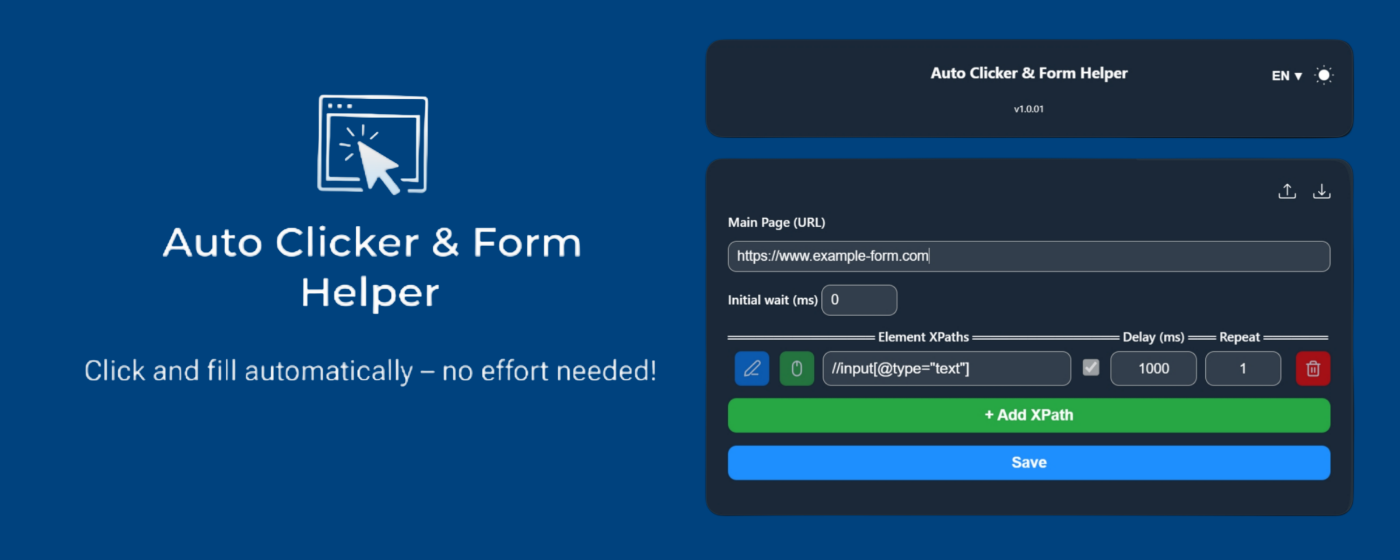 Auto Clicker & Form
Helper
Click and fill automatically – no effort needed!
Auto Clicker & Form Helper
EN ▾
v1.0.01
Main Page (URL)
https://www.example-form.com
Initial wait (ms) 0
Element XPaths Delay (ms) Repeat
//input[@type="text"] 1000 1
+ Add XPath
Save